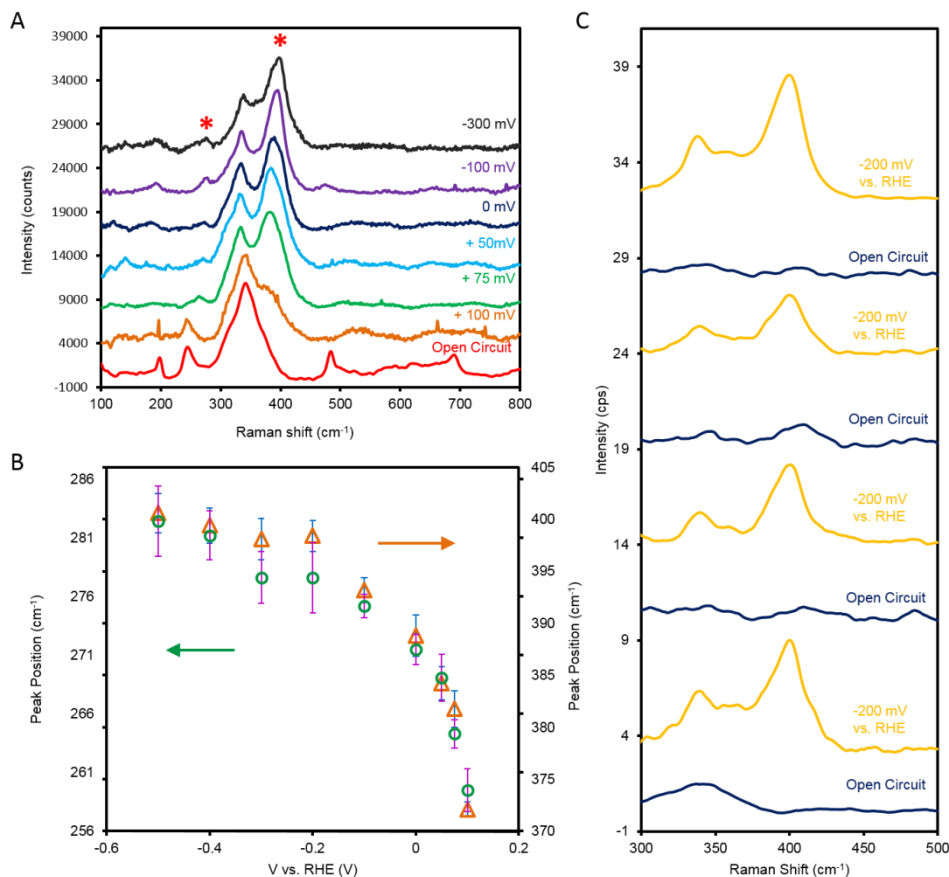 A
39000
34000
29000
24000
19000
14000
9000
4000
-1000
Intensity (counts)
*
*
-300 mV
-100 mV
0 mV
+ 50mV
+ 75 mV
+ 100 mV
Open Circuit
100 200 300 400 500 600 700 800
Raman shift (cm⁻¹)
B
286
281
276
271
266
261
256
Peak Position (cm⁻¹)
405
400
395
390
385
380
375
370
Peak Position (cm⁻¹)
-0.6 -0.4 -0.2 0 0.2
V vs. RHE (V)
C
39
34
29
24
19
14
9
4
-1
Intensity (cps)
-200 mV
vs. RHE
Open Circuit
-200 mV
vs. RHE
Open Circuit
-200 mV
vs. RHE
Open Circuit
-200 mV
vs. RHE
Open Circuit
300 350 400 450 500
Raman Shift (cm⁻¹)